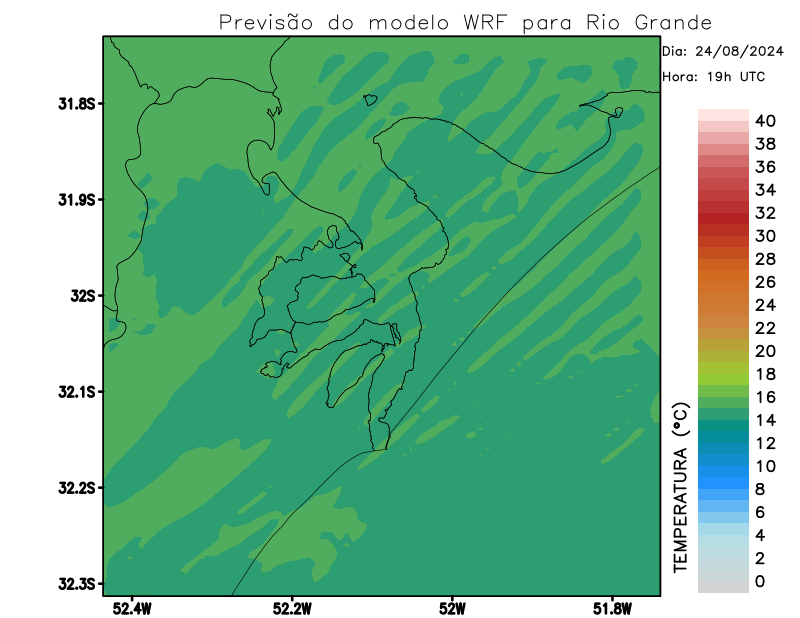 Previsão do modelo WRF para Rio Grande
Dia: 24/08/2024
Hora: 19h UTC
31.8S
31.9S
32S
32.1S
32.2S
32.3S
52.4W
52.2W
52W
51.8W
TEMPERATURA (°C)
40
38
36
34
32
30
28
26
24
22
20
18
16
14
12
10
8
6
4
2
0